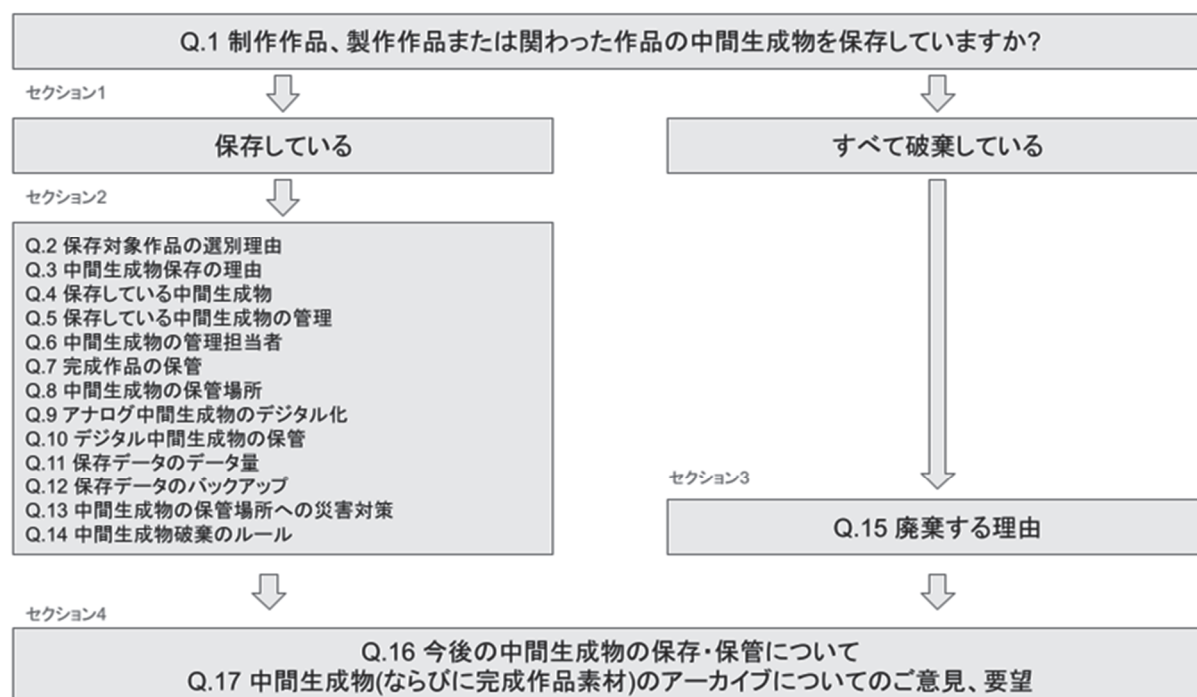 Q.1 制作作品、製作作品または関わった作品の中間生成物を保存していますか?
セクション1
保存している
すべて破棄している
セクション2
Q.2 保存対象作品の選別理由
Q.3 中間生成物保存の理由
Q.4 保存している中間生成物
Q.5 保存している中間生成物の管理
Q.6 中間生成物の管理担当者
Q.7 完成作品の保管
Q.8 中間生成物の保管場所
Q.9 アナログ中間生成物のデジタル化
Q.10 デジタル中間生成物の保管
Q.11 保存データのデータ量
Q.12 保存データのバックアップ
Q.13 中間生成物の保管場所への災害対策
Q.14 中間生成物破棄のルール
セクション3
Q.15 廃棄する理由
セクション4
Q.16 今後の中間生成物の保存・保管について
Q.17 中間生成物(ならびに完成作品素材)のアーカイブについてのご意見、要望